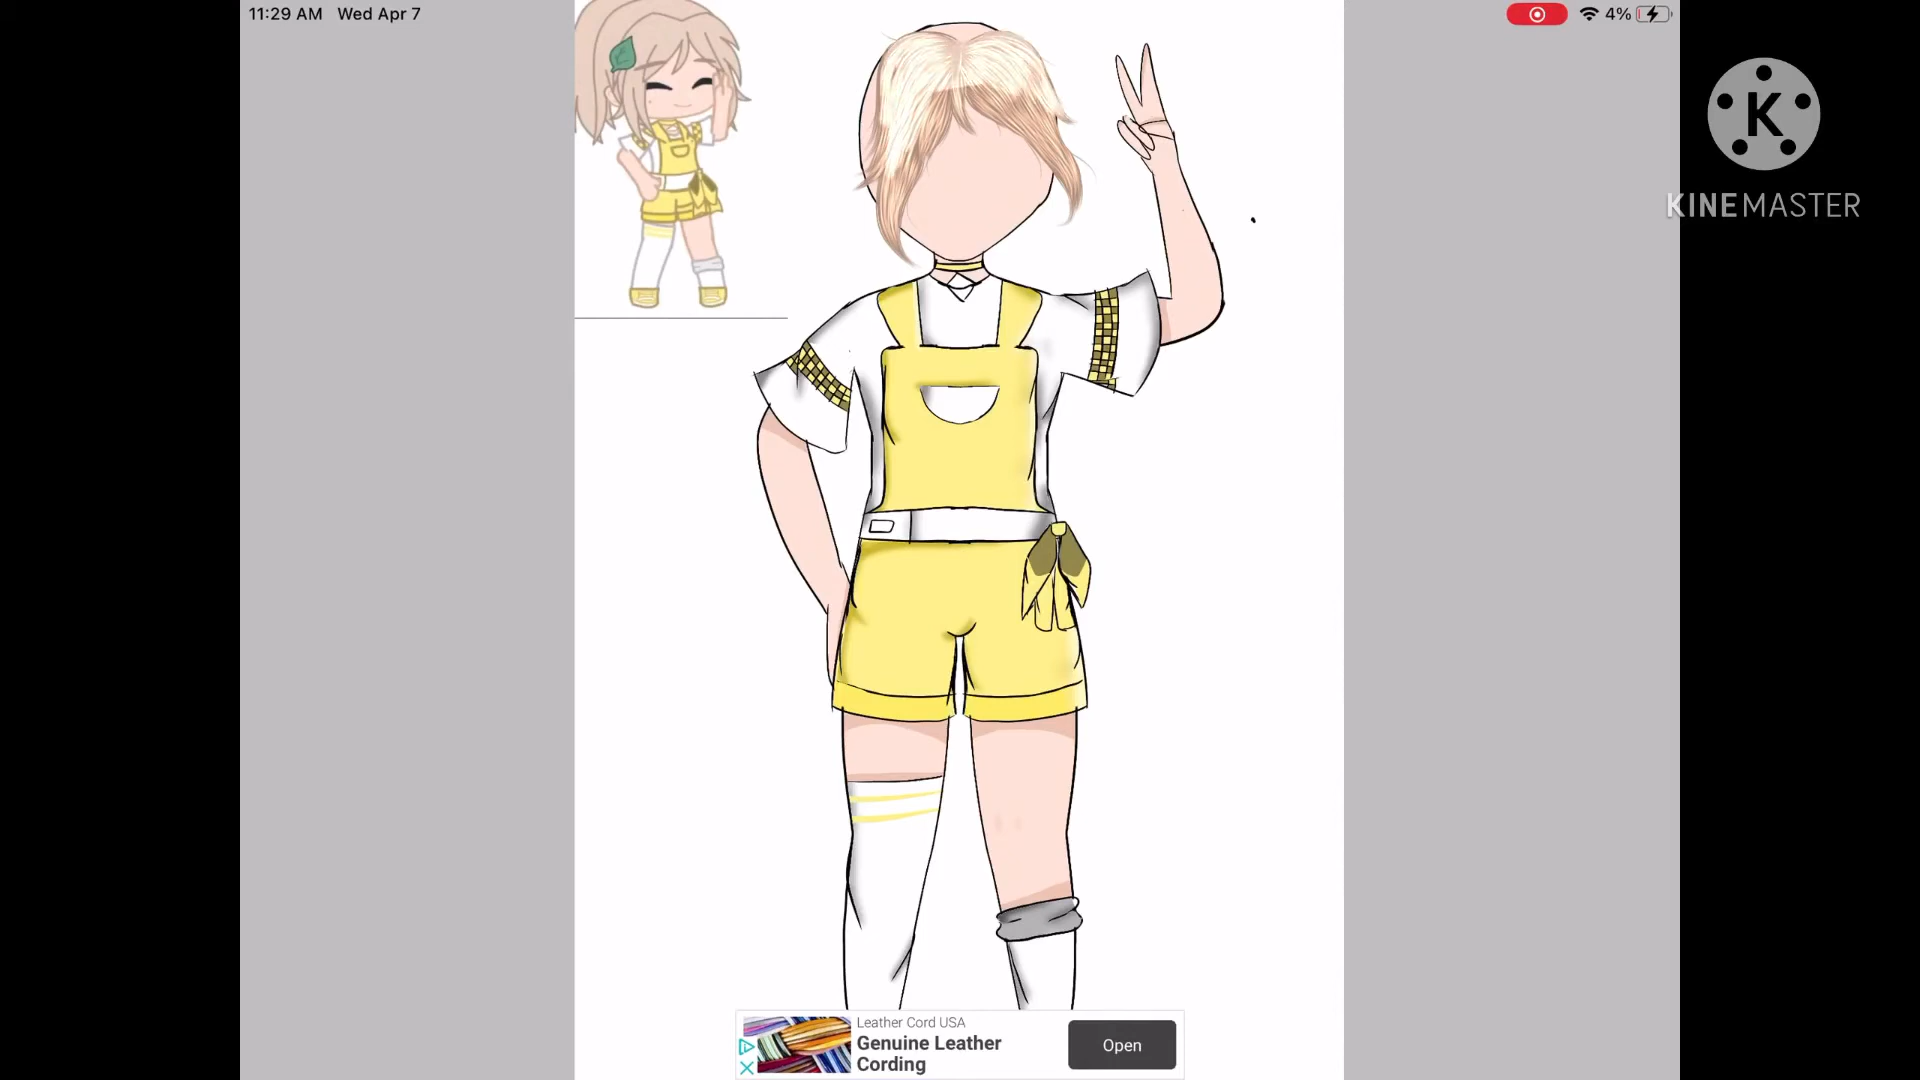 11:29 AM Wed Apr 7
4%
K
KINEMASTER
Leather Cord USA
Genuine Leather
Cording
Open